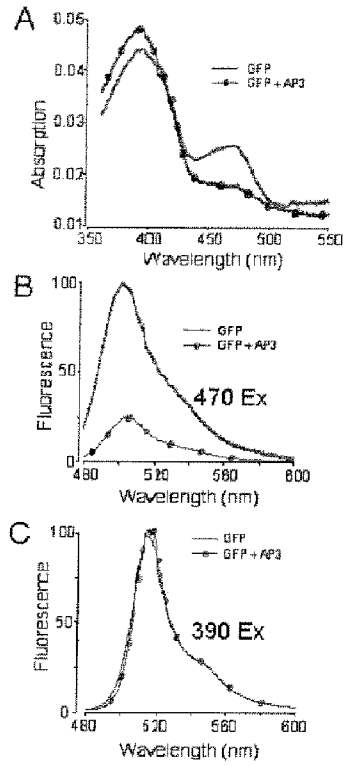 A
0.05
0.04
0.03
0.02
0.01
Absorption
GFP
GFP + AP3
350 400 450 500 550
Wavelength (nm)
B
100
50
0
Fluorescence
GFP
GFP + AP3
470 Ex
480 520 560 600
Wavelength (nm)
C
100
50
0
Fluorescence
GFP
GFP + AP3
390 Ex
480 520 560 600
Wavelength (nm)